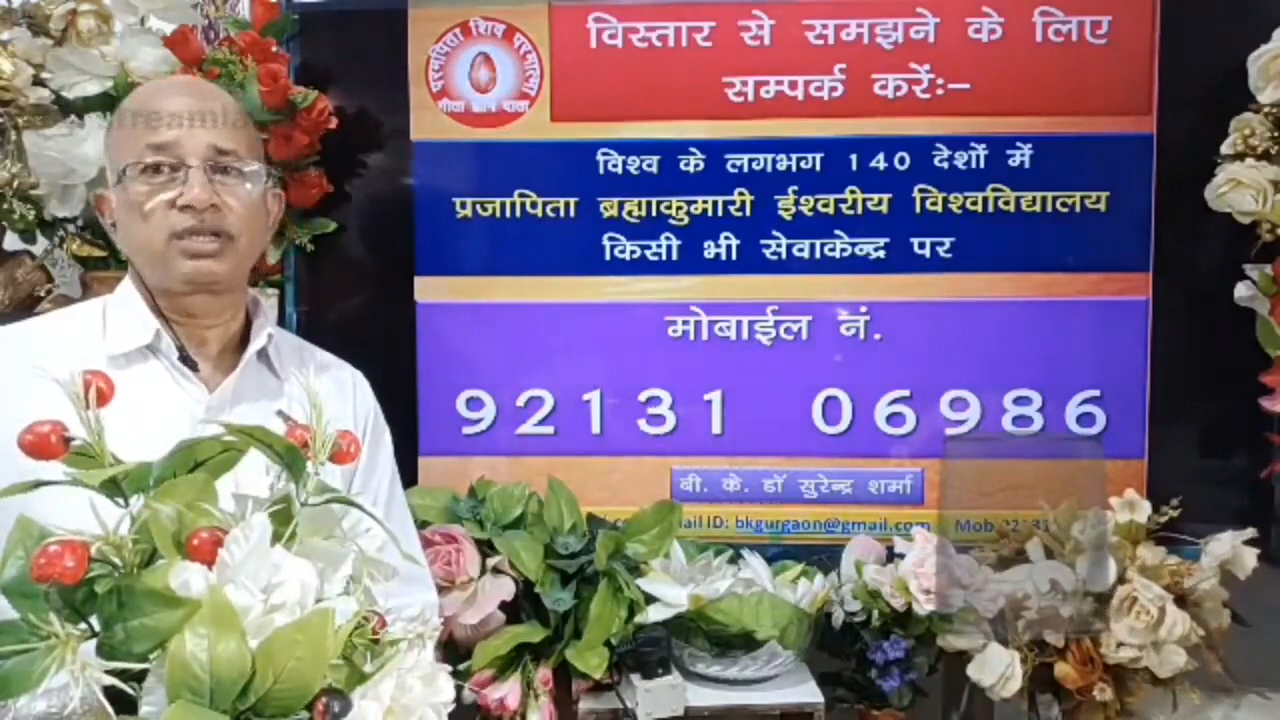 परमपिता शिव परमात्मा
गीता ज्ञान दाता
विस्तार से समझने के लिए
सम्पर्क करेंः–
विश्व के लगभग 140 देशों में
प्रजापिता ब्रह्माकुमारी ईश्वरीय विश्वविद्यालय
किसी भी सेवाकेन्द्र पर
मोबाईल नं.
92131 06986
बी. के. डॉ सुरेन्द्र शर्मा
ID: bkgurgaon@gmail.com Mob